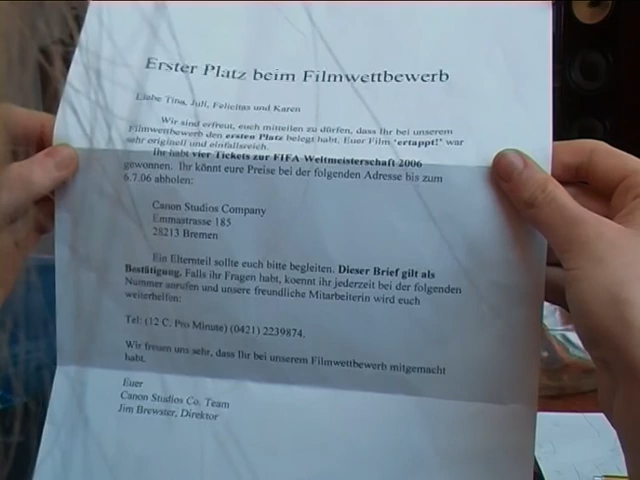 Erster Platz beim Filmwettbewerb
Liebe Tina, Juli, Felicitas und Karen
Wir sind erfreut, euch mitteilen zu dürfen, dass Ihr bei unserem
Filmwettbewerb den ersten Platz belegt habt. Euer Film "ertappt!" war
sehr originell und einfallsreich.
Ihr habt vier Tickets zur FIFA Weltmeisterschaft 2006
gewonnen. Ihr könnt eure Preise bei der folgenden Adresse bis zum
6.7.06 abholen:
Canon Studios Company
Emmastrasse 185
28213 Bremen
Ein Elternteil sollte euch bitte begleiten. Dieser Brief gilt als
Bestätigung. Falls ihr Fragen habt, koennt ihr jederzeit bei der folgenden
Nummer anrufen und unsere freundliche Mitarbeiterin wird euch
weiterhelfen:
Tel: (12 C. Pro Minute) (0421) 2239874.
Wir freuen uns sehr, dass Ihr bei unserem Filmwettbewerb mitgemacht
habt.
Euer
Canon Studios Co. Team
Jim Brewster, Direktor